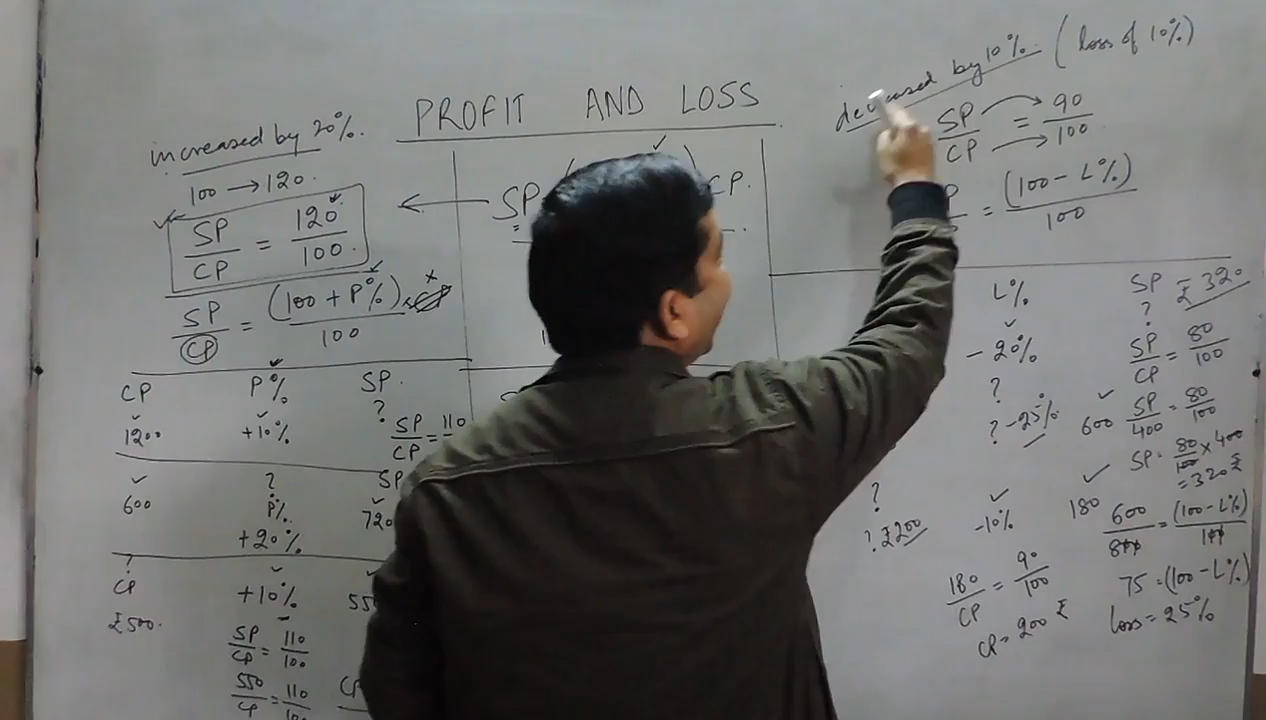 PROFIT AND LOSS
increased by 20%.
100 → 120.
SP/CP = 120/100.
SP/CP = (100 + P%)/100
CP P% SP.
?
1200 +10% SP/CP = 110
? SP
600 P% 720
+20%
?
CP +10% 55
₹500.
SP/CP = 110/100
550/CP = 110/100
CP
← SP CP.
by 10%. (loss of 10%)
SP/CP = 90/100
= (100 - L%)/100
L% SP ₹ 320
?
- 20% SP/CP = 80/100
?
? -25% 600 SP/400 = 80/100
SP = 80/100 × 400
= 320 ₹
?
? ₹200 -10% 180
600/800 = (100 - L%)/100
180/CP = 90/100
75 = (100 - L%)
CP = 200 ₹
loss = 25%